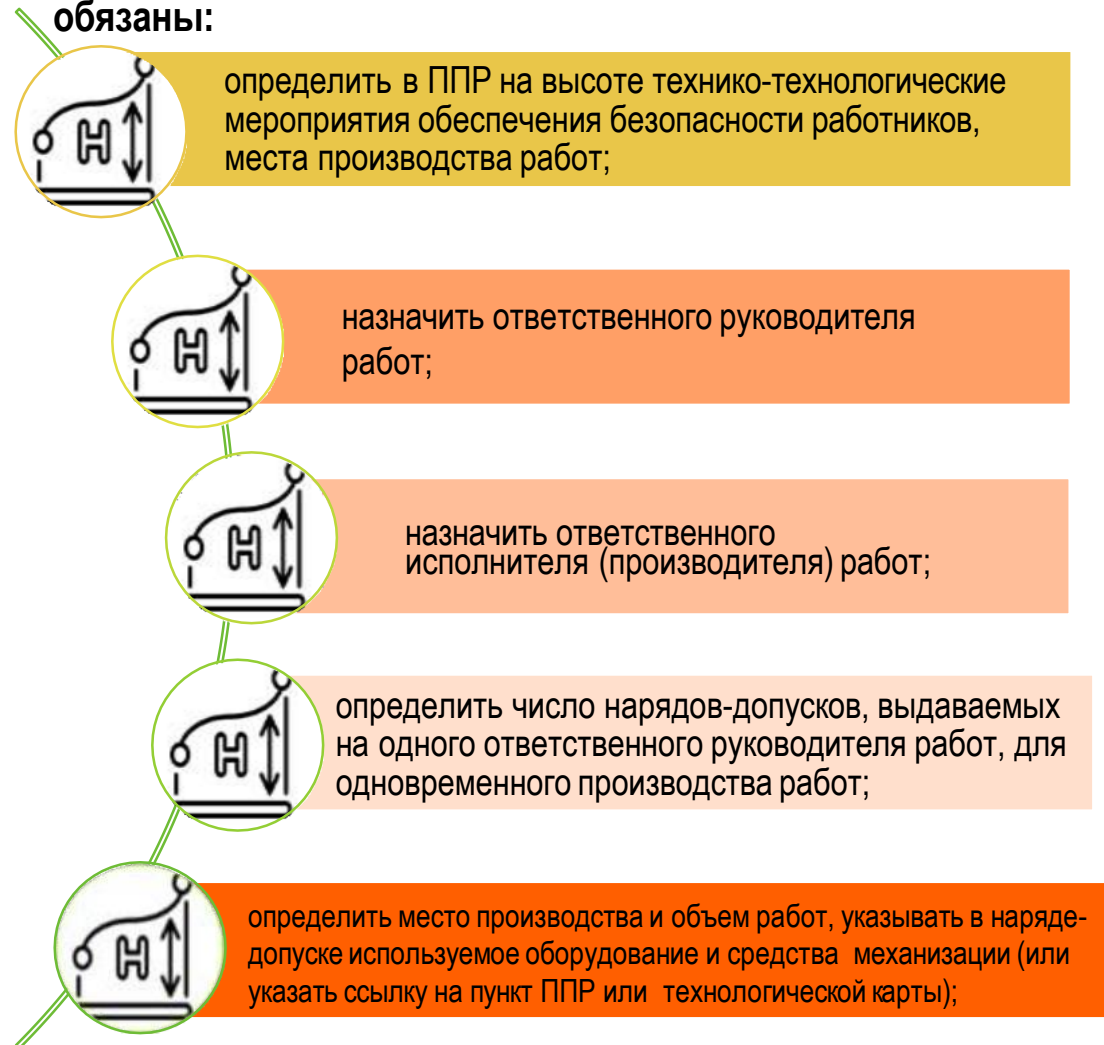 обязаны:
определить в ППР на высоте технико-технологические
мероприятия обеспечения безопасности работников,
места производства работ;
назначить ответственного руководителя
работ;
назначить ответственного
исполнителя (производителя) работ;
определить число нарядов-допусков, выдаваемых
на одного ответственного руководителя работ, для
одновременного производства работ;
определить место производства и объем работ, указывать в наряде-
допуске используемое оборудование и средства механизации (или
указать ссылку на пункт ППР или технологической карты);
H
H
H
H
H